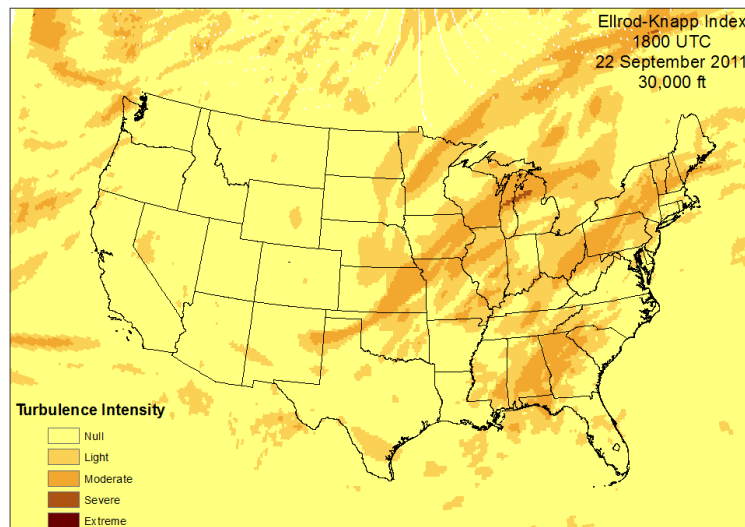 Ellrod-Knapp Index
1800 UTC
22 September 2011
30,000 ft
Turbulence Intensity
Null
Light
Moderate
Severe
Extreme